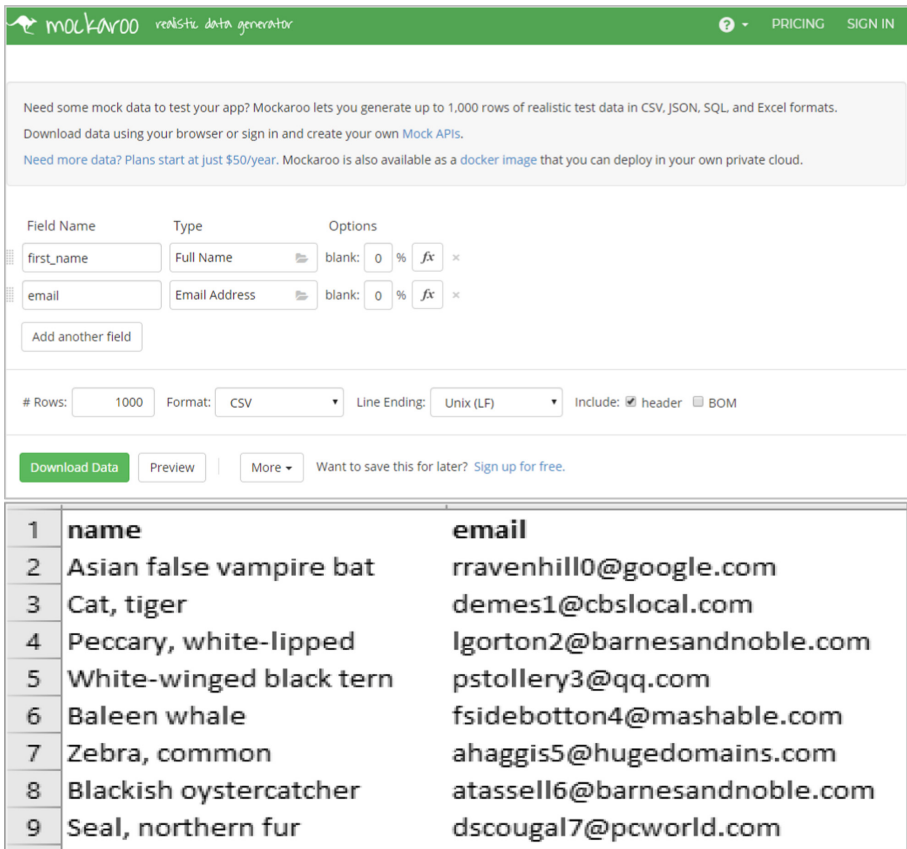 mockaroo realistic data generator ? PRICING SIGN IN
Need some mock data to test your app? Mockaroo lets you generate up to 1,000 rows of realistic test data in CSV, JSON, SQL, and Excel formats.
Download data using your browser or sign in and create your own Mock APIs.
Need more data? Plans start at just $50/year. Mockaroo is also available as a docker image that you can deploy in your own private cloud.
Field Name Type Options
first_name Full Name blank: 0 % fx ×
email Email Address blank: 0 % fx ×
Add another field
# Rows: 1000 Format: CSV Line Ending: Unix (LF) Include: header BOM
Download Data Preview More Want to save this for later? Sign up for free.
1 name email
2 Asian false vampire bat rravenhill0@google.com
3 Cat, tiger demes1@cbslocal.com
4 Peccary, white-lipped lgorton2@barnesandnoble.com
5 White-winged black tern pstollery3@qq.com
6 Baleen whale fsidebotton4@mashable.com
7 Zebra, common ahaggis5@hugedomains.com
8 Blackish oystercatcher atassell6@barnesandnoble.com
9 Seal, northern fur dscougal7@pcworld.com